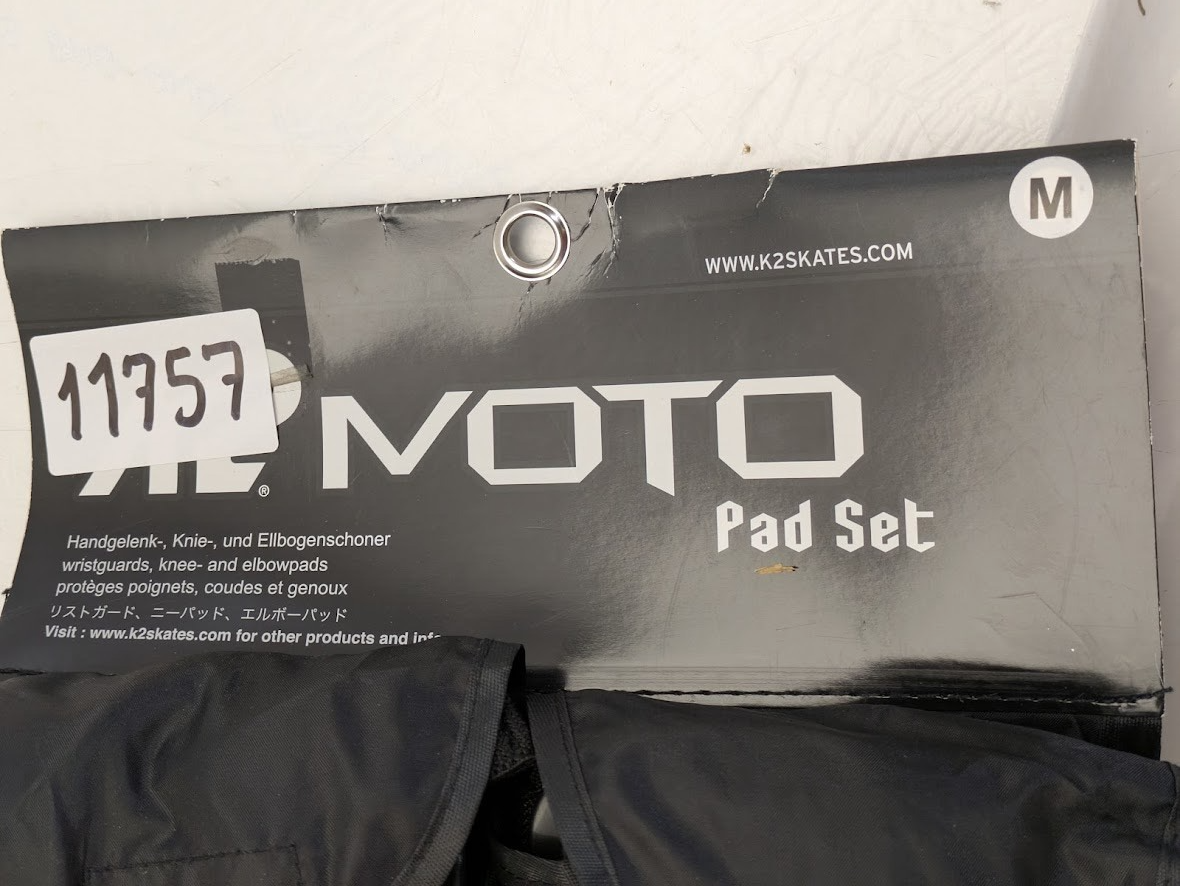 M
WWW.K2SKATES.COM
11757
MOTO
®
Pad Set
Handgelenk-, Knie-, und Ellbogenschoner
wristguards, knee- and elbowpads
protèges poignets, coudes et genoux
リストガード、ニーパッド、エルボーパッド
Visit : www.k2skates.com for other products and info